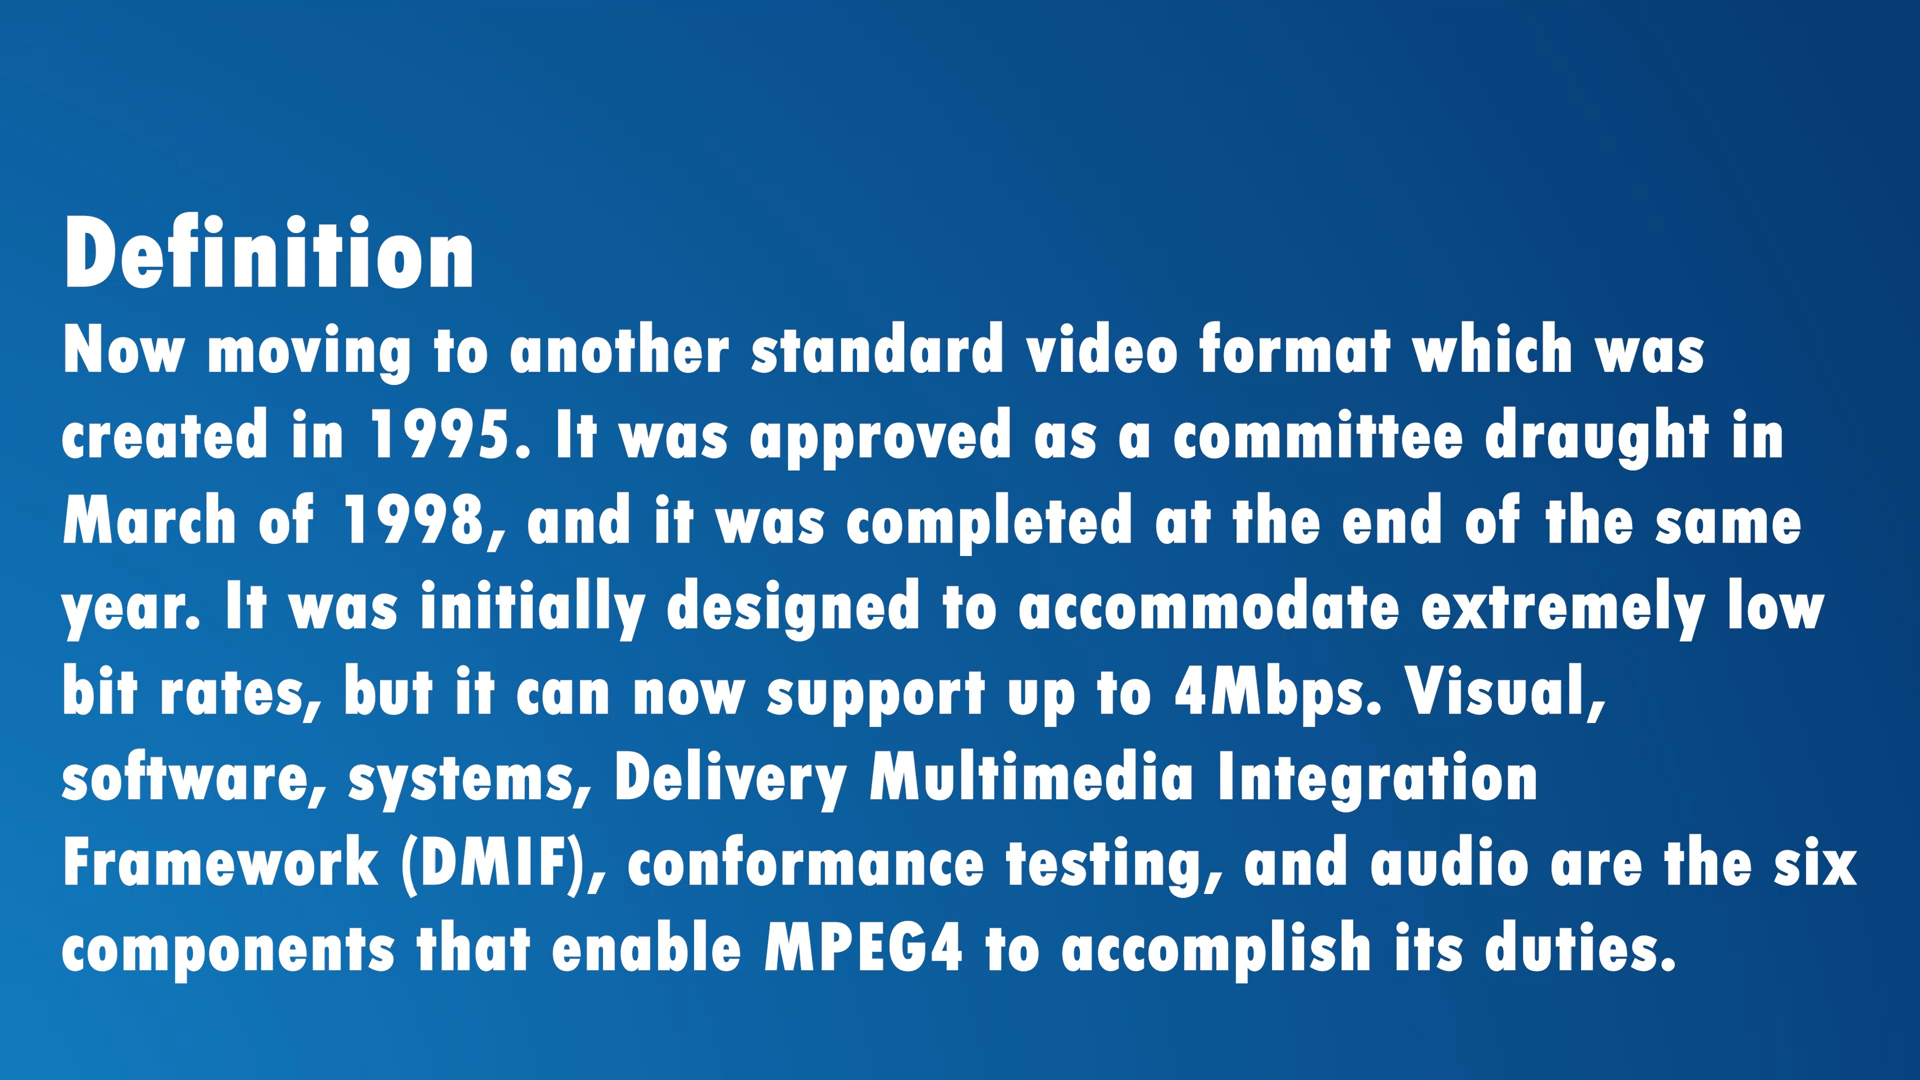 Definition
Now moving to another standard video format which was
created in 1995. It was approved as a committee draught in
March of 1998, and it was completed at the end of the same
year. It was initially designed to accommodate extremely low
bit rates, but it can now support up to 4Mbps. Visual,
software, systems, Delivery Multimedia Integration
Framework (DMIF), conformance testing, and audio are the six
components that enable MPEG4 to accomplish its duties.